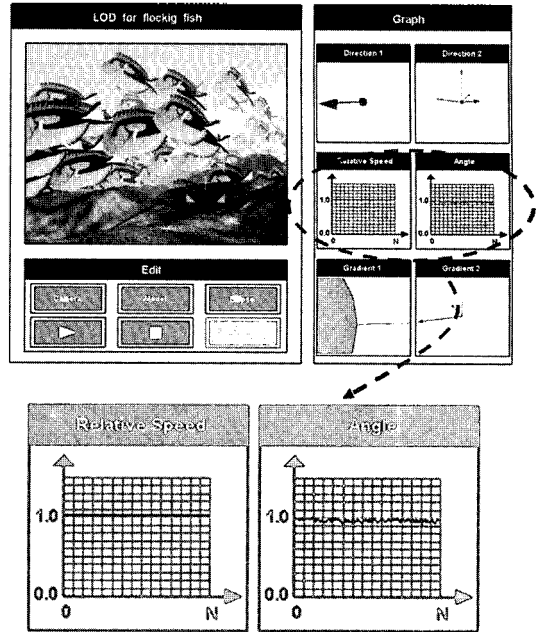 LOD for flockig fish
Graph
Direction 1
Direction 2
Relative Speed
Angle
1.0
0.0
0
N
1.0
0.0
0
N
Edit
Gradient 1
Gradient 2
Relative Speed
Angle
1.0
0.0
0
N
1.0
0.0
0
N